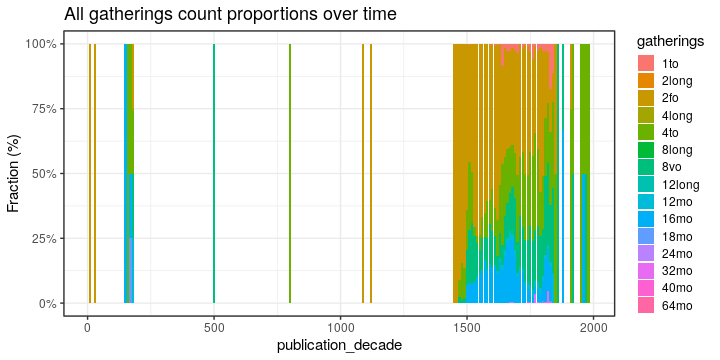 All gatherings count proportions over time
Fraction (%)
100%
75%
50%
25%
0%
0
500
1000
1500
2000
publication_decade
gatherings
1to
2long
2fo
4long
4to
8long
8vo
12long
12mo
16mo
18mo
24mo
32mo
40mo
64mo